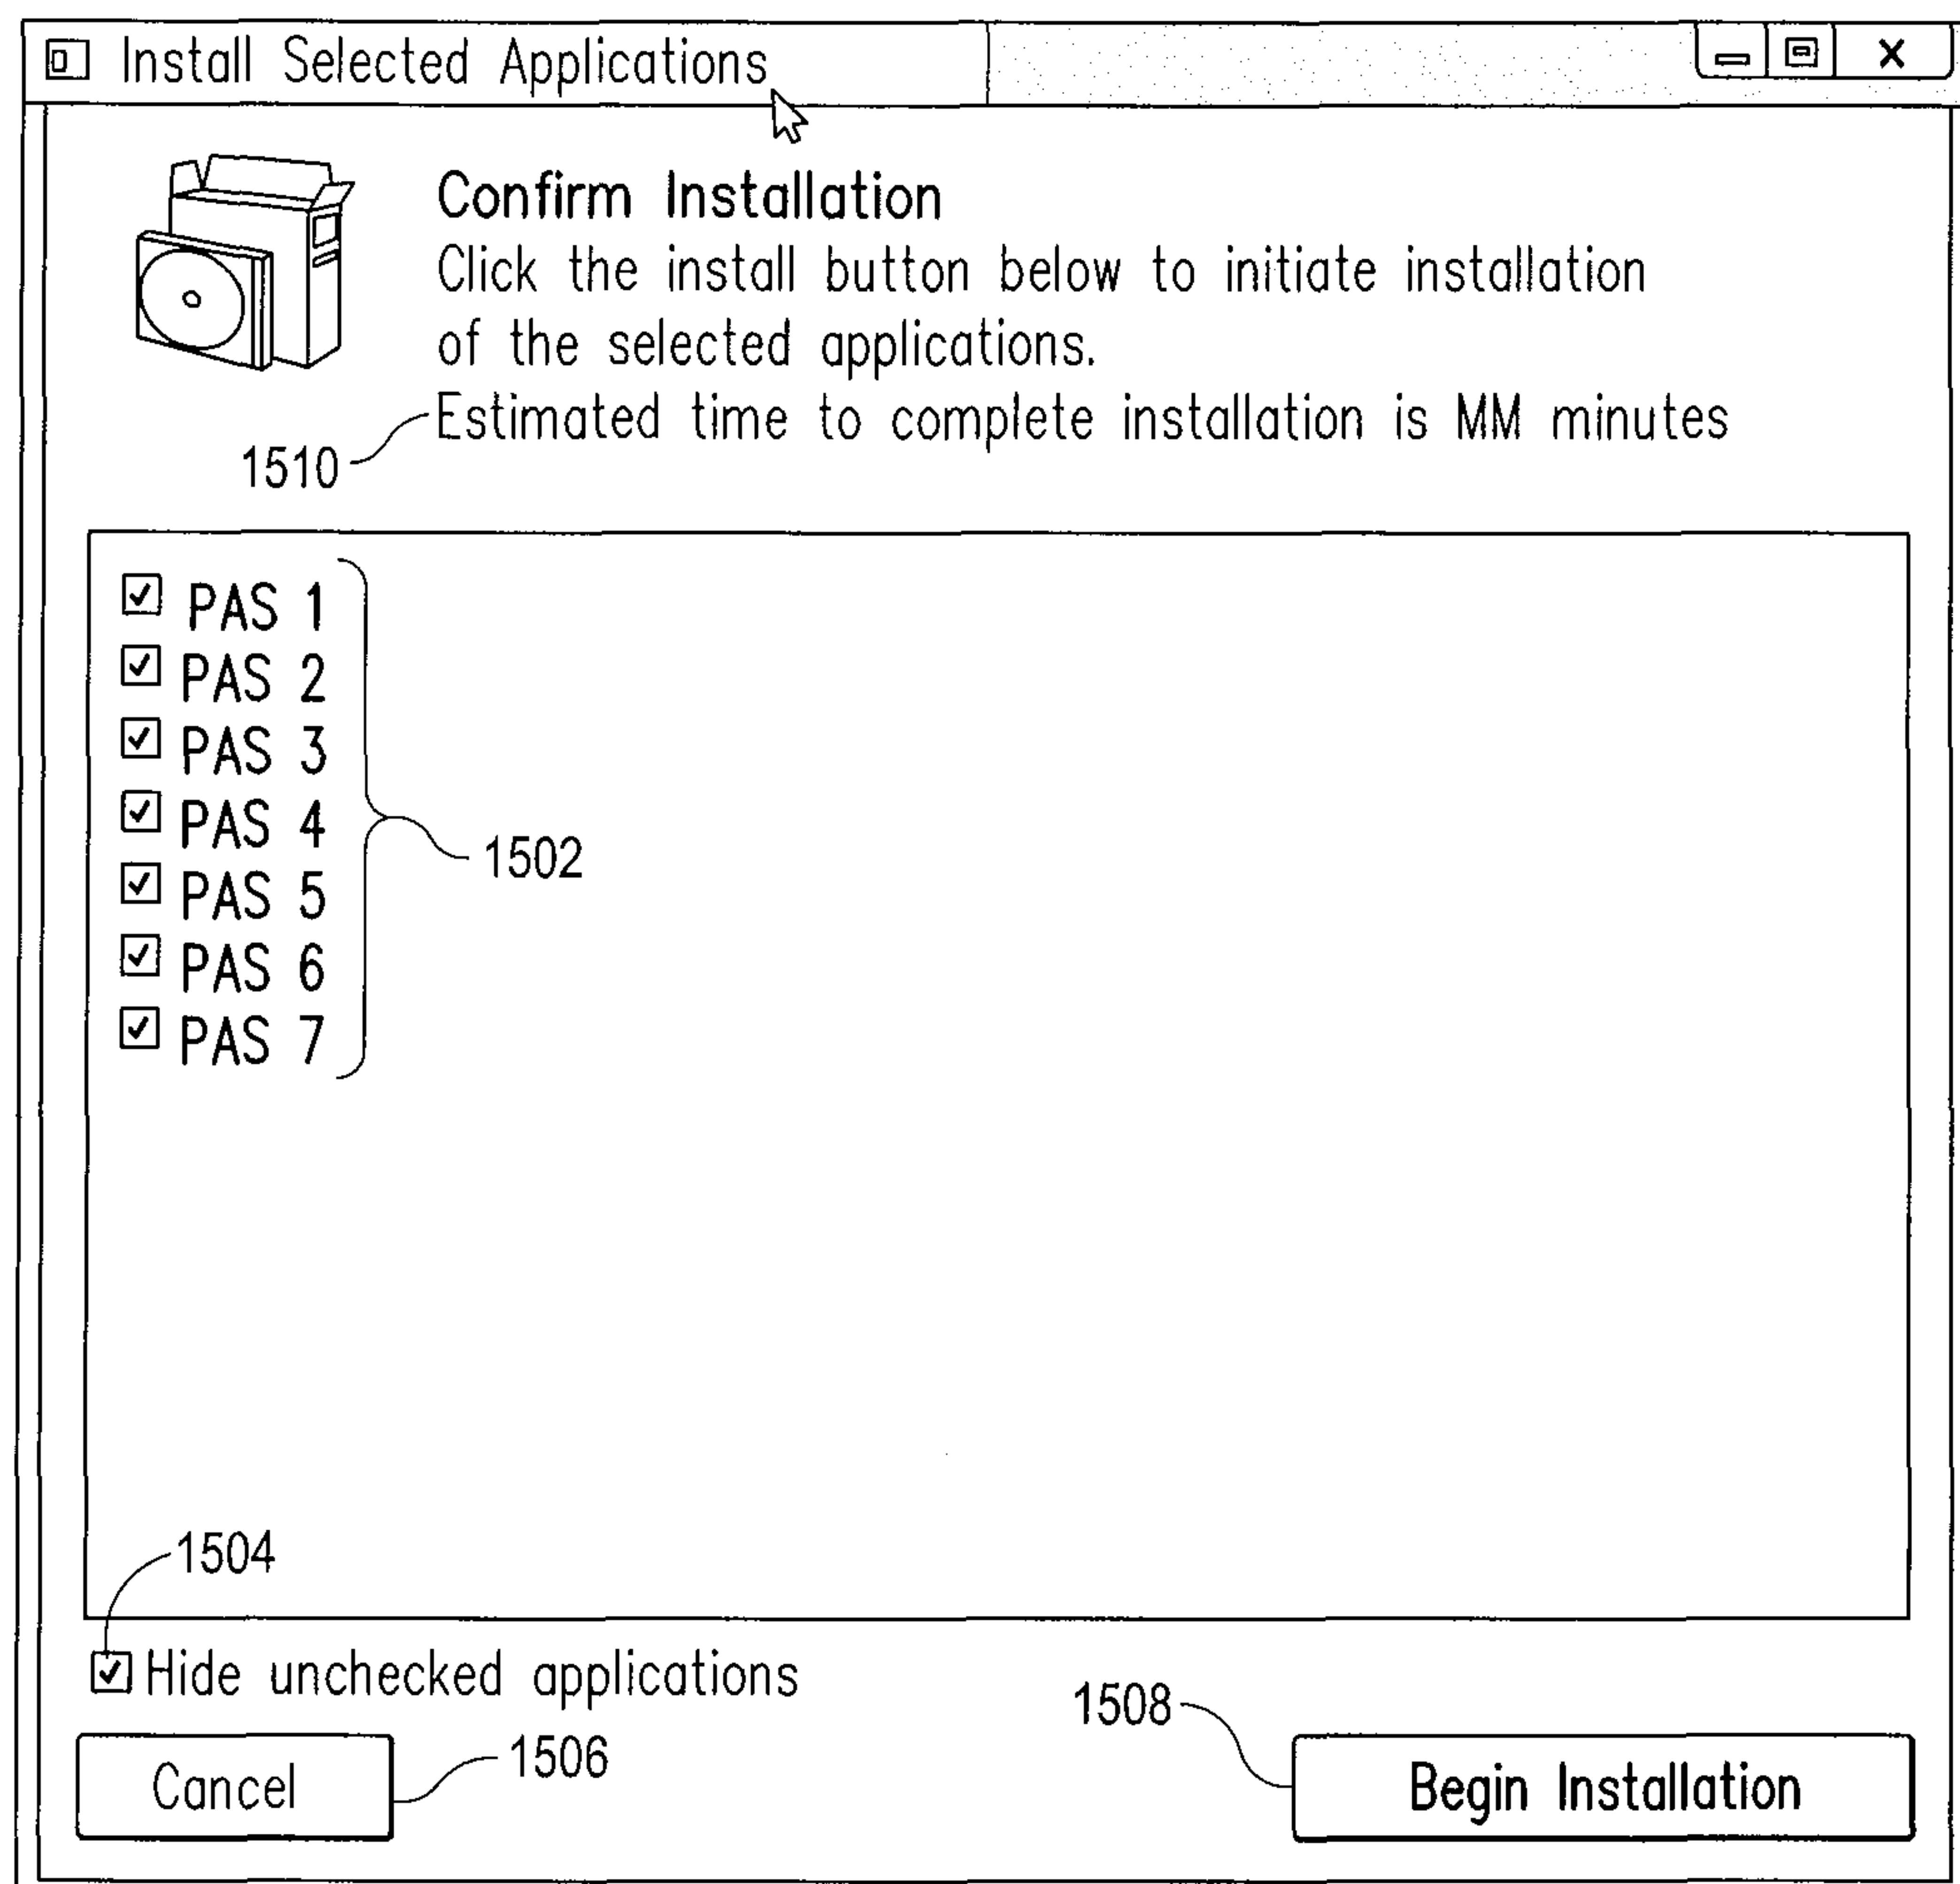 Install Selected Applications
Confirm Installation
Click the install button below to initiate installation
of the selected applications.
Estimated time to complete installation is MM minutes
1510
PAS 1
PAS 2
PAS 3
PAS 4
PAS 5
PAS 6
PAS 7
1502
1504
Hide unchecked applications
1508
Cancel
1506
Begin Installation